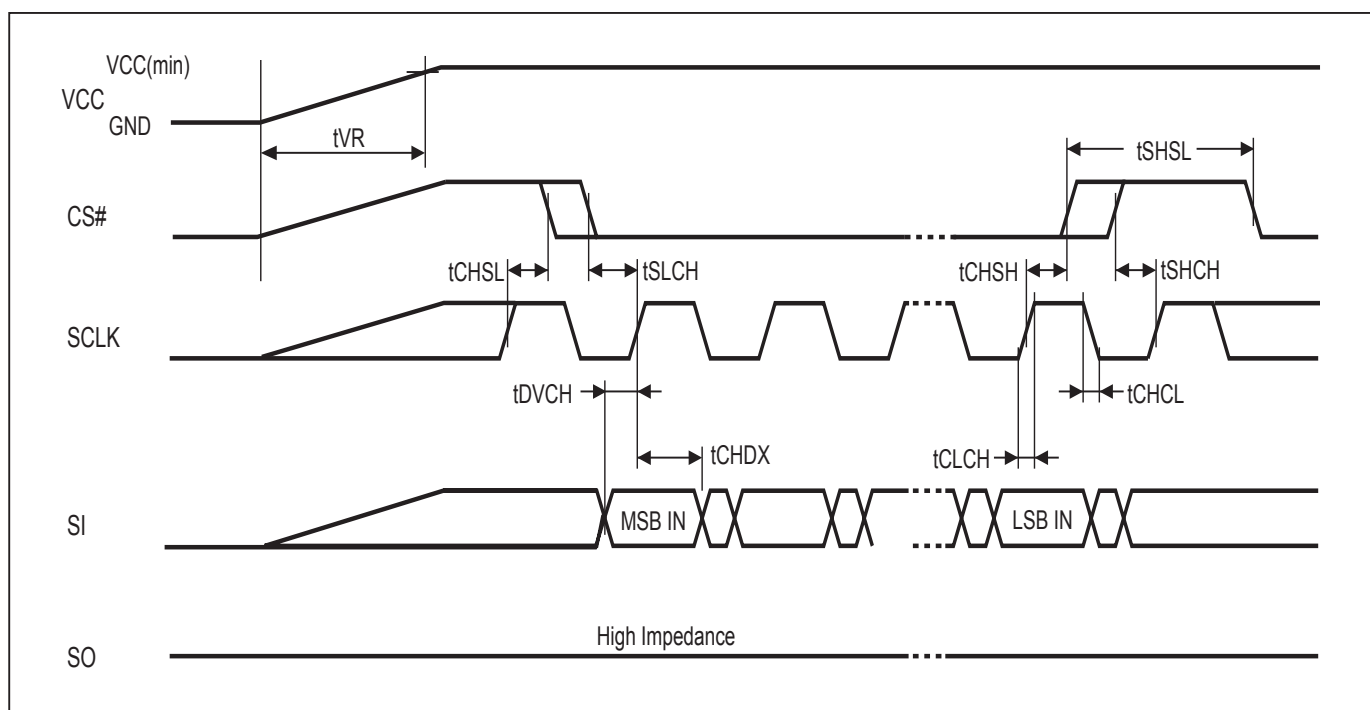 VCC(min)
VCC
GND
tVR
tSHSL
CS#
tCHSL
tSLCH
tCHSH
tSHCH
SCLK
tDVCH
tCHCL
tCHDX
tCLCH
SI
MSB IN
LSB IN
High Impedance
SO